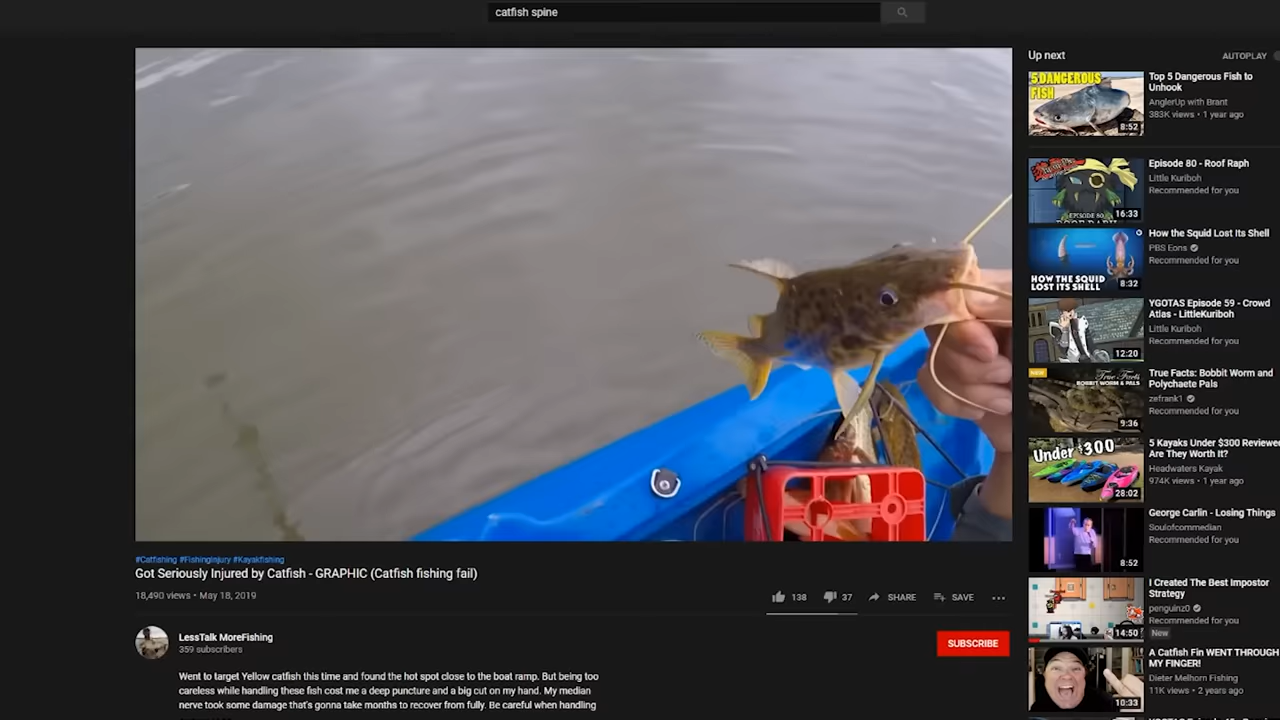 catfish spine
Up next
AUTOPLAY
5 DANGEROUS
FISH
8:52
Top 5 Dangerous Fish to
Unhook
AnglerUp with Brant
383K views • 1 year ago
EPISODE 80
16:33
Episode 80 - Roof Raph
Little Kuriboh
Recommended for you
HOW THE SQUID
LOST ITS SHELL
8:32
How the Squid Lost Its Shell
PBS Eons
Recommended for you
12:20
YGOTAS Episode 59 - Crowd
Atlas - LittleKuriboh
Little Kuriboh
Recommended for you
NEW
True Facts
BOBBIT WORM & PALS
9:36
True Facts: Bobbit Worm and
Polychaete Pals
zefrank1
Recommended for you
Under $300
28:02
5 Kayaks Under $300 Reviewe
Are They Worth It?
Headwaters Kayak
974K views • 1 year ago
8:52
George Carlin - Losing Things
Soulofcommedian
Recommended for you
14:50
I Created The Best Impostor
Strategy
penguinz0
Recommended for you
New
10:33
A Catfish Fin WENT THROUGH
MY FINGER!
Dieter Melhorn Fishing
11K views • 2 years ago
#Catfishing #Fishinginjury #Kayakfishing
Got Seriously Injured by Catfish - GRAPHIC (Catfish fishing fail)
18,490 views • May 18, 2019
138
37
SHARE
SAVE
LessTalk MoreFishing
359 subscribers
SUBSCRIBE
Went to target Yellow catfish this time and found the hot spot close to the boat ramp. But being too
careless while handling these fish cost me a deep puncture and a big cut on my hand. My median
nerve took some damage that's gonna take months to recover from fully. Be careful when handling